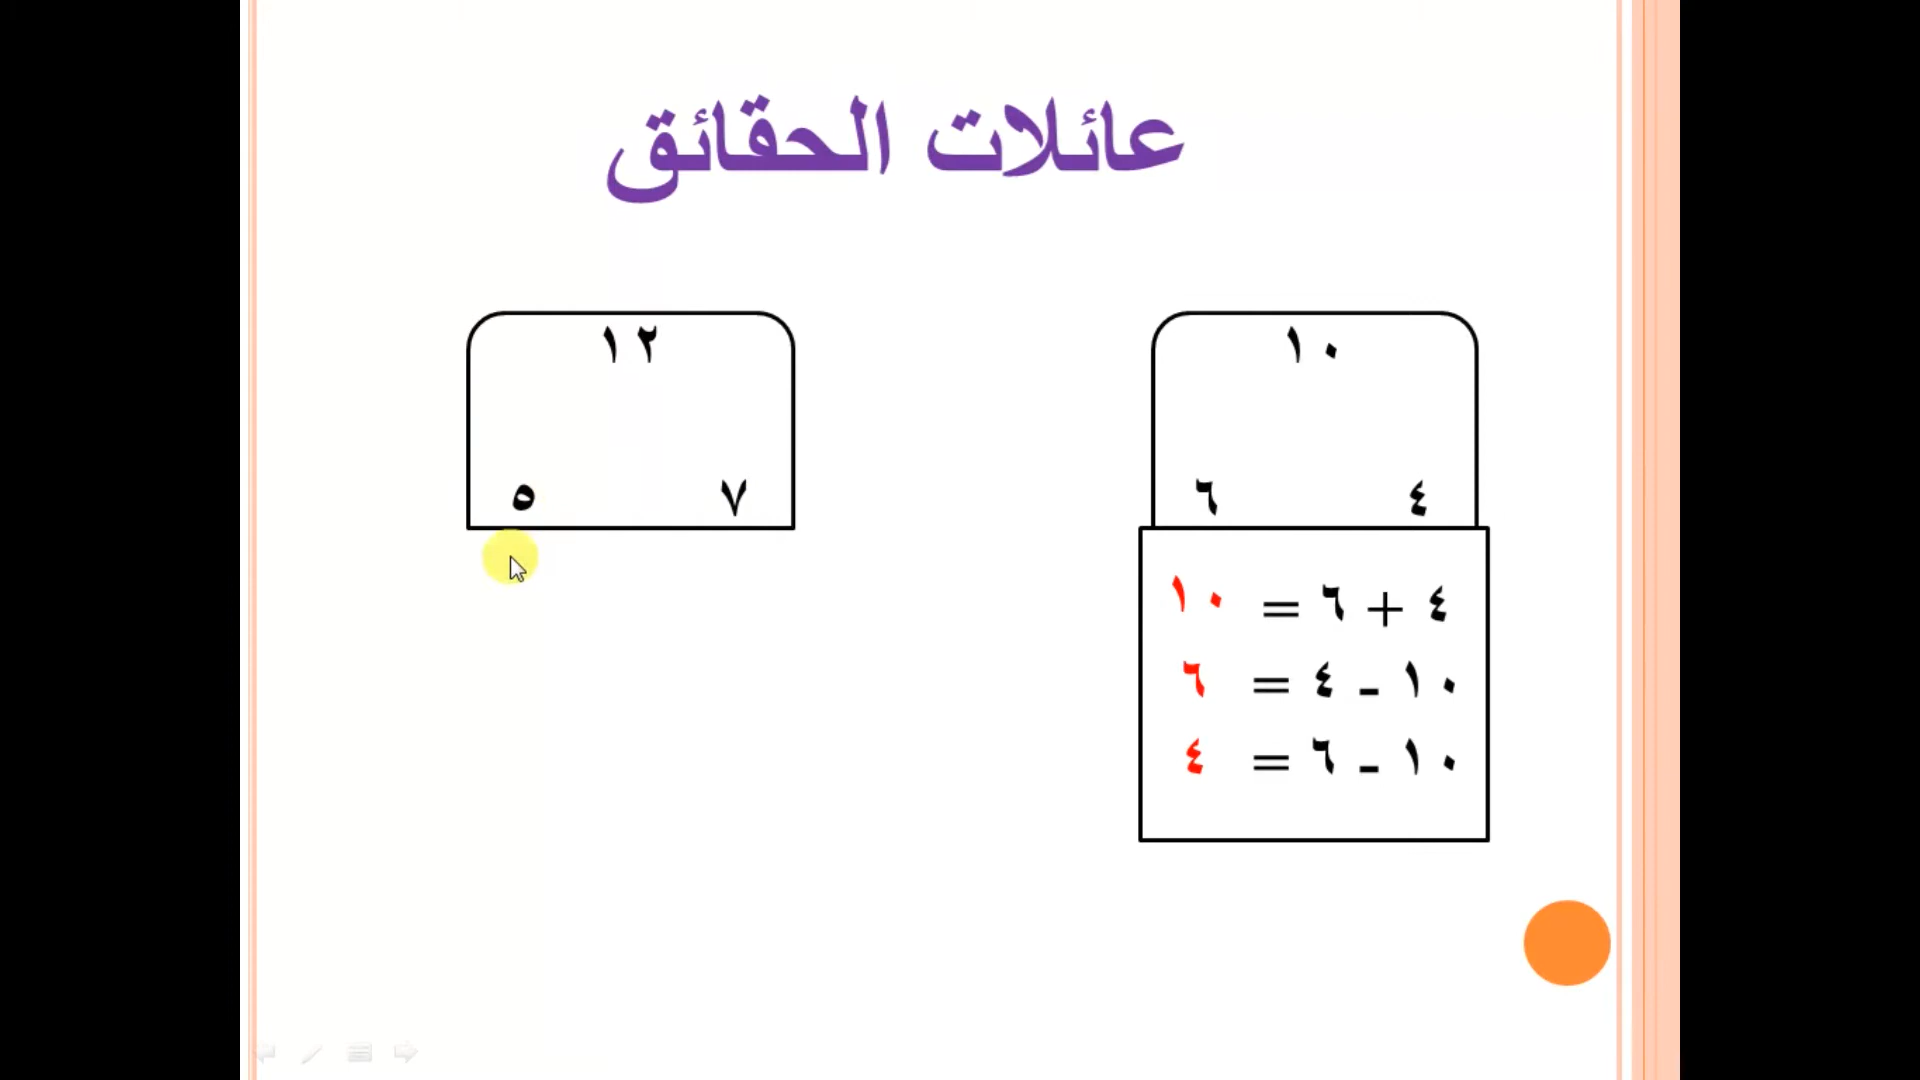 عائلات الحقائق
١٠
٤ ٦
٤ + ٦ = ١٠
١٠ - ٤ = ٦
١٠ - ٦ = ٤
١٢
٧ ٥